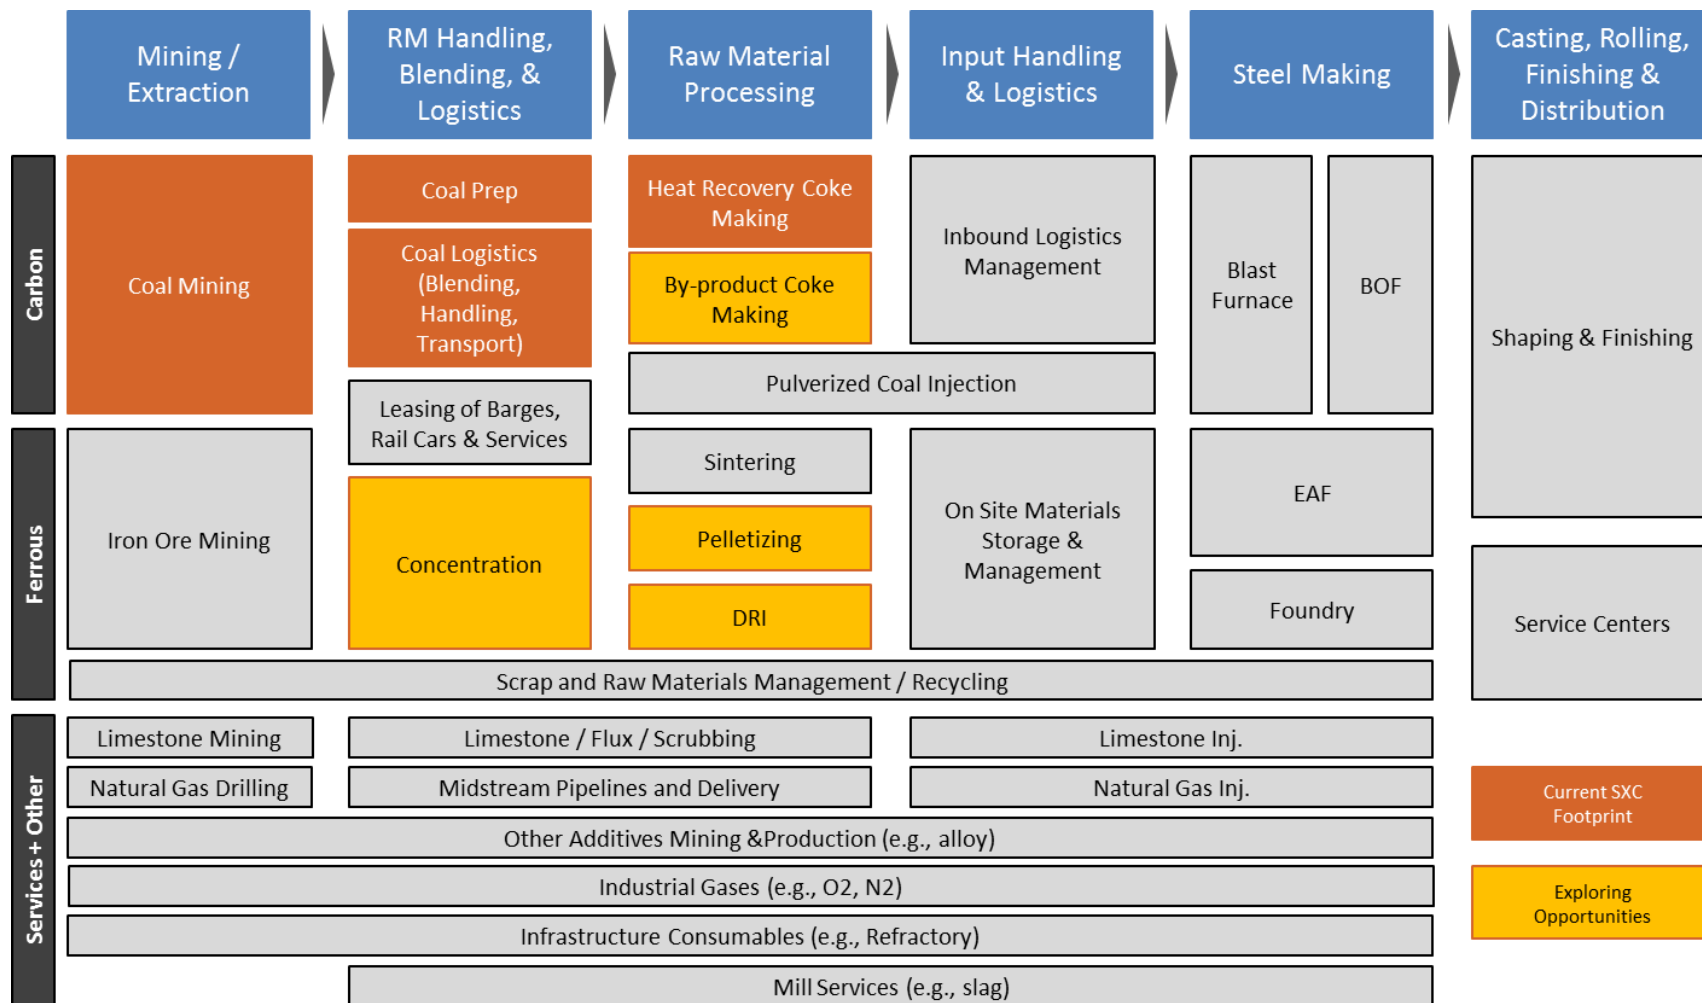 Mining /
Extraction
RM Handling,
Blending, &
Logistics
Raw Material
Processing
Input Handling
& Logistics
Steel Making
Casting, Rolling,
Finishing &
Distribution
Carbon
Coal Mining
Coal Prep
Coal Logistics
(Blending,
Handling,
Transport)
Leasing of Barges,
Rail Cars & Services
Heat Recovery Coke
Making
By-product Coke
Making
Inbound Logistics
Management
Pulverized Coal Injection
Blast
Furnace
BOF
Shaping & Finishing
Ferrous
Iron Ore Mining
Concentration
Sintering
Pelletizing
DRI
On Site Materials
Storage &
Management
EAF
Foundry
Service Centers
Scrap and Raw Materials Management / Recycling
Services + Other
Limestone Mining
Limestone / Flux / Scrubbing
Limestone Inj.
Natural Gas Drilling
Midstream Pipelines and Delivery
Natural Gas Inj.
Other Additives Mining &Production (e.g., alloy)
Industrial Gases (e.g., O2, N2)
Infrastructure Consumables (e.g., Refractory)
Mill Services (e.g., slag)
Current SXC
Footprint
Exploring
Opportunities